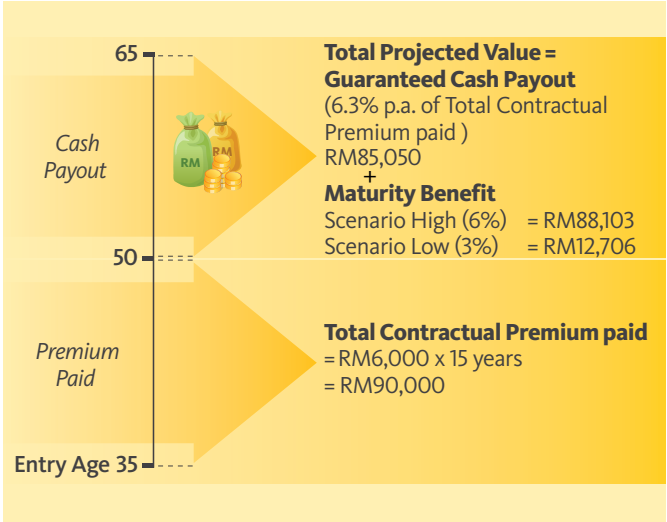 65
Cash
Payout
RM
RM
Total Projected Value =
Guaranteed Cash Payout
(6.3% p.a. of Total Contractual
Premium paid )
RM85,050
+
Maturity Benefit
Scenario High (6%) = RM88,103
Scenario Low (3%) = RM12,706
50
Premium
Paid
Total Contractual Premium paid
= RM6,000 x 15 years
= RM90,000
Entry Age 35